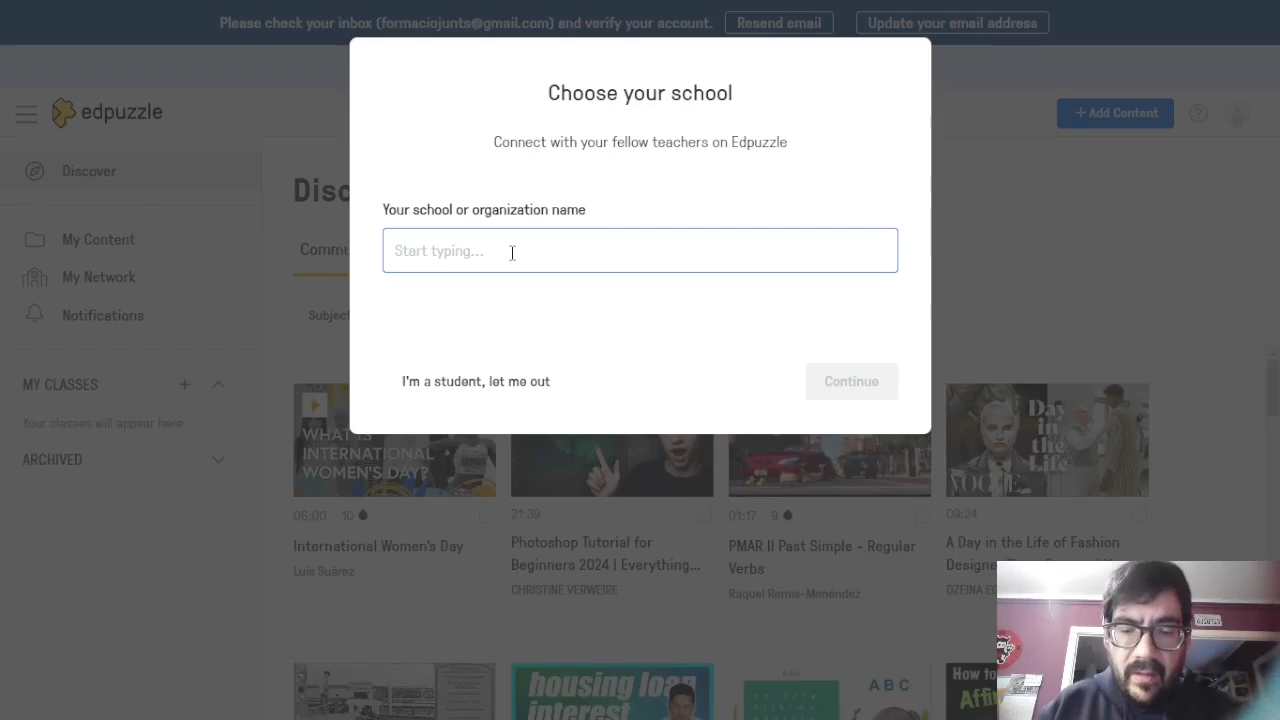 Please check your inbox (formaciojunts@gmail.com) and verify your account. Resend email Update your email address
Choose your school
Connect with your fellow teachers on Edpuzzle
edpuzzle
+ Add Content
?
Discover
Disc
Your school or organization name
My Content
Commu
Start typing...
My Network
Notifications
Subject
MY CLASSES +
I'm a student, let me out
Continue
Your classes will appear here
ARCHIVED
WHAT IS
INTERNATIONAL
WOMEN'S DAY?
Day
in
the
Life
VOGUE
06:00 10
21:39
01:17 9
09:24
International Women's Day
Luis Suárez
Photoshop Tutorial for
Beginners 2024 | Everything...
CHRISTINE VERWEIRE
PMAR II Past Simple - Regular
Verbs
Raquel Remis-Menéndez
A Day in the Life of Fashion
DZEINA
housing loan
interest
abc
A B C
How to